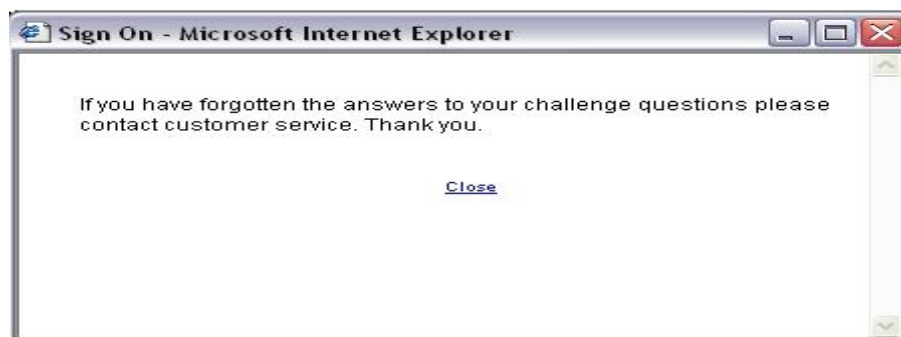 Sign On - Microsoft Internet Explorer
If you have forgotten the answers to your challenge questions please
contact customer service. Thank you.
Close